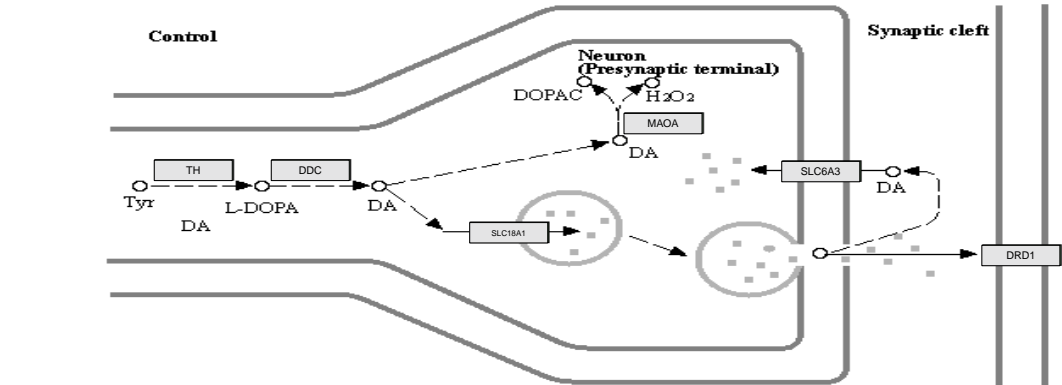 Control
Synaptic cleft
Neuron
(Presynaptic terminal)
DOPAC
H2O2
MAOA
DA
TH
DDC
SLC6A3
Tyr
L-DOPA
DA
DA
DA
SLC18A1
DRD1